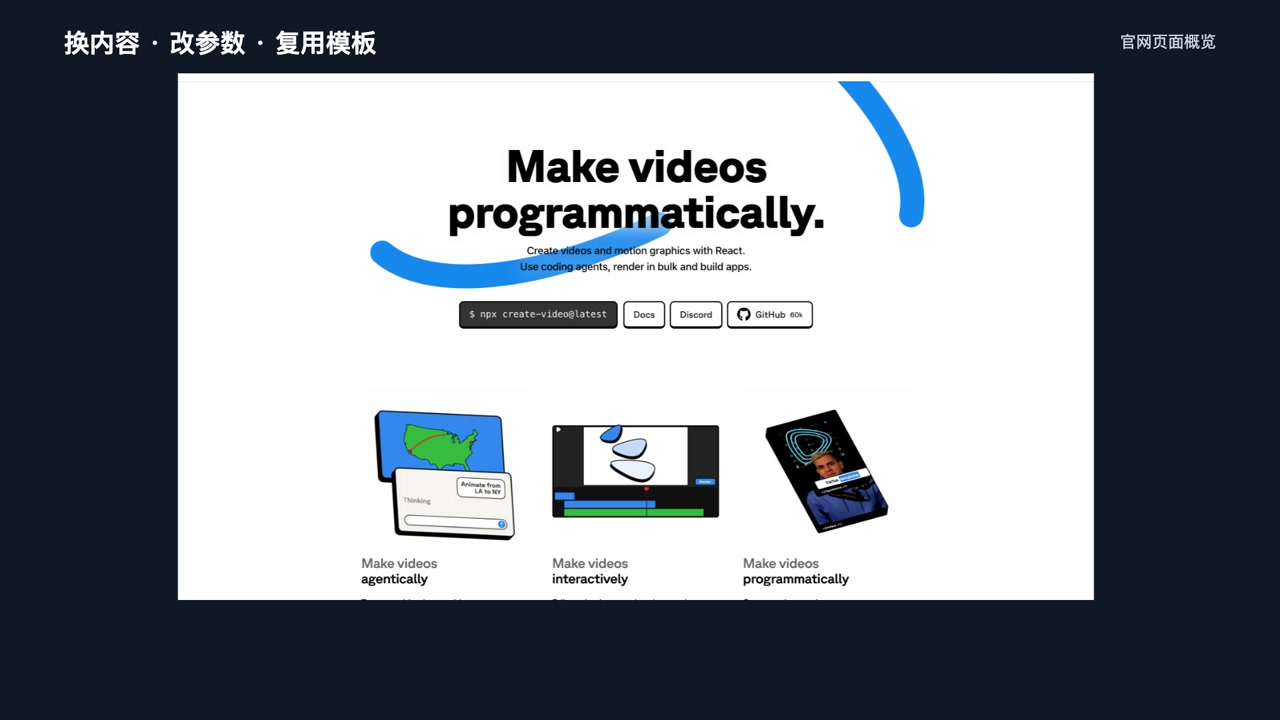 换内容 · 改参数 · 复用模板
官网页面概览
Make videos
programmatically.
Create videos and motion graphics with React.
Use coding agents, render in bulk and build apps.
$ npx create-video@latest
Docs
Discord
GitHub 60k
Animate from
LA to NY
Thinking
Render
TikTok
Make videos
agentically
Make videos
interactively
Make videos
programmatically